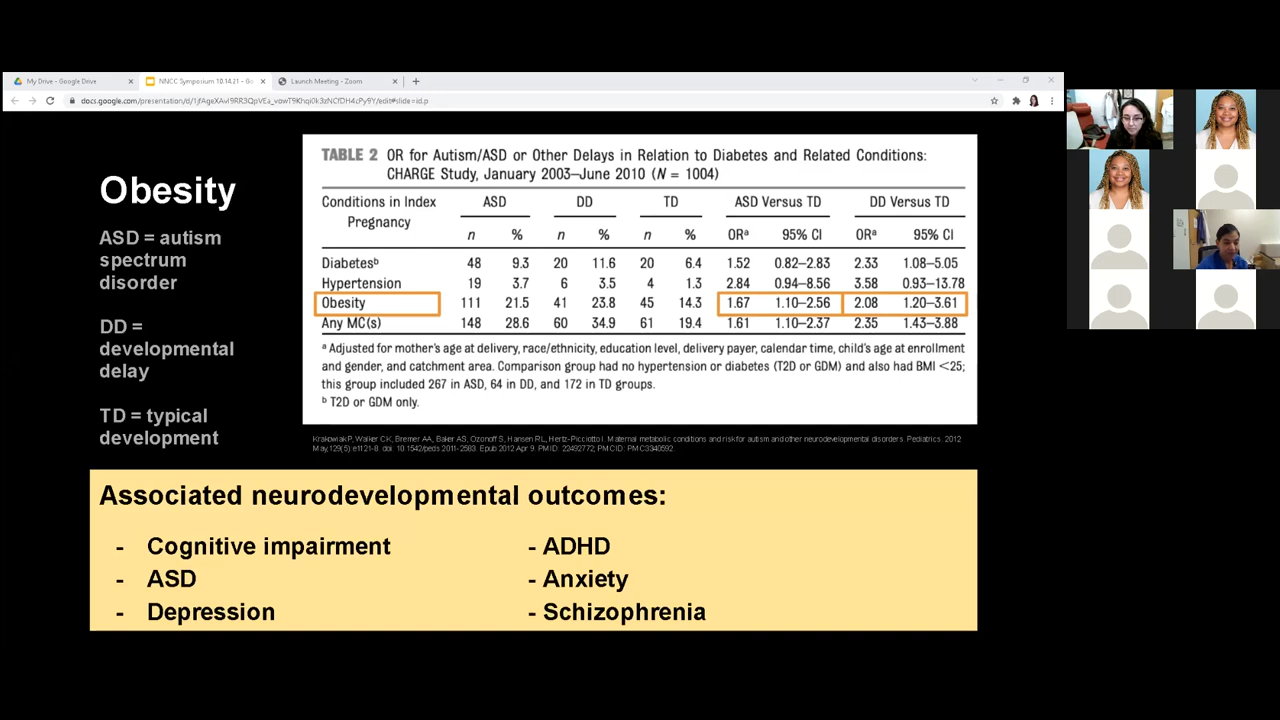 My Drive - Google Drive
NNCC Symposium 10.14.21 - Go
Launch Meeting - Zoom
Obesity
ASD = autism
spectrum
disorder
DD =
developmental
delay
TD = typical
development
TABLE 2 OR for Autism/ASD or Other Delays in Relation to Diabetes and Related Conditions:
CHARGE Study, January 2003–June 2010 (N = 1004)
Conditions in Index Pregnancy ASD DD TD ASD Versus TD DD Versus TD
n % n % n % ORᵃ 95% CI ORᵃ 95% CI
Diabetesᵇ 48 9.3 20 11.6 20 6.4 1.52 0.82–2.83 2.33 1.08–5.05
Hypertension 19 3.7 6 3.5 4 1.3 2.84 0.94–8.56 3.58 0.93–13.78
Obesity 111 21.5 41 23.8 45 14.3 1.67 1.10–2.56 2.08 1.20–3.61
Any MC(s) 148 28.6 60 34.9 61 19.4 1.61 1.10–2.37 2.35 1.43–3.88
ᵃ Adjusted for mother's age at delivery, race/ethnicity, education level, delivery payer, calendar time, child's age at enrollment
and gender, and catchment area. Comparison group had no hypertension or diabetes (T2D or GDM) and also had BMI <25;
this group included 267 in ASD, 64 in DD, and 172 in TD groups.
ᵇ T2D or GDM only.
Krakowiak P, Walker CK, Bremer AA, Baker AS, Ozonoff S, Hansen RL, Hertz-Picciotto I. Maternal metabolic conditions and risk for autism and other neurodevelopmental disorders. Pediatrics. 2012
May;129(5):e1121-8. doi: 10.1542/peds.2011-2583. Epub 2012 Apr 9. PMID: 22492772; PMCID: PMC3340592.
Associated neurodevelopmental outcomes:
- Cognitive impairment
- ASD
- Depression
- ADHD
- Anxiety
- Schizophrenia